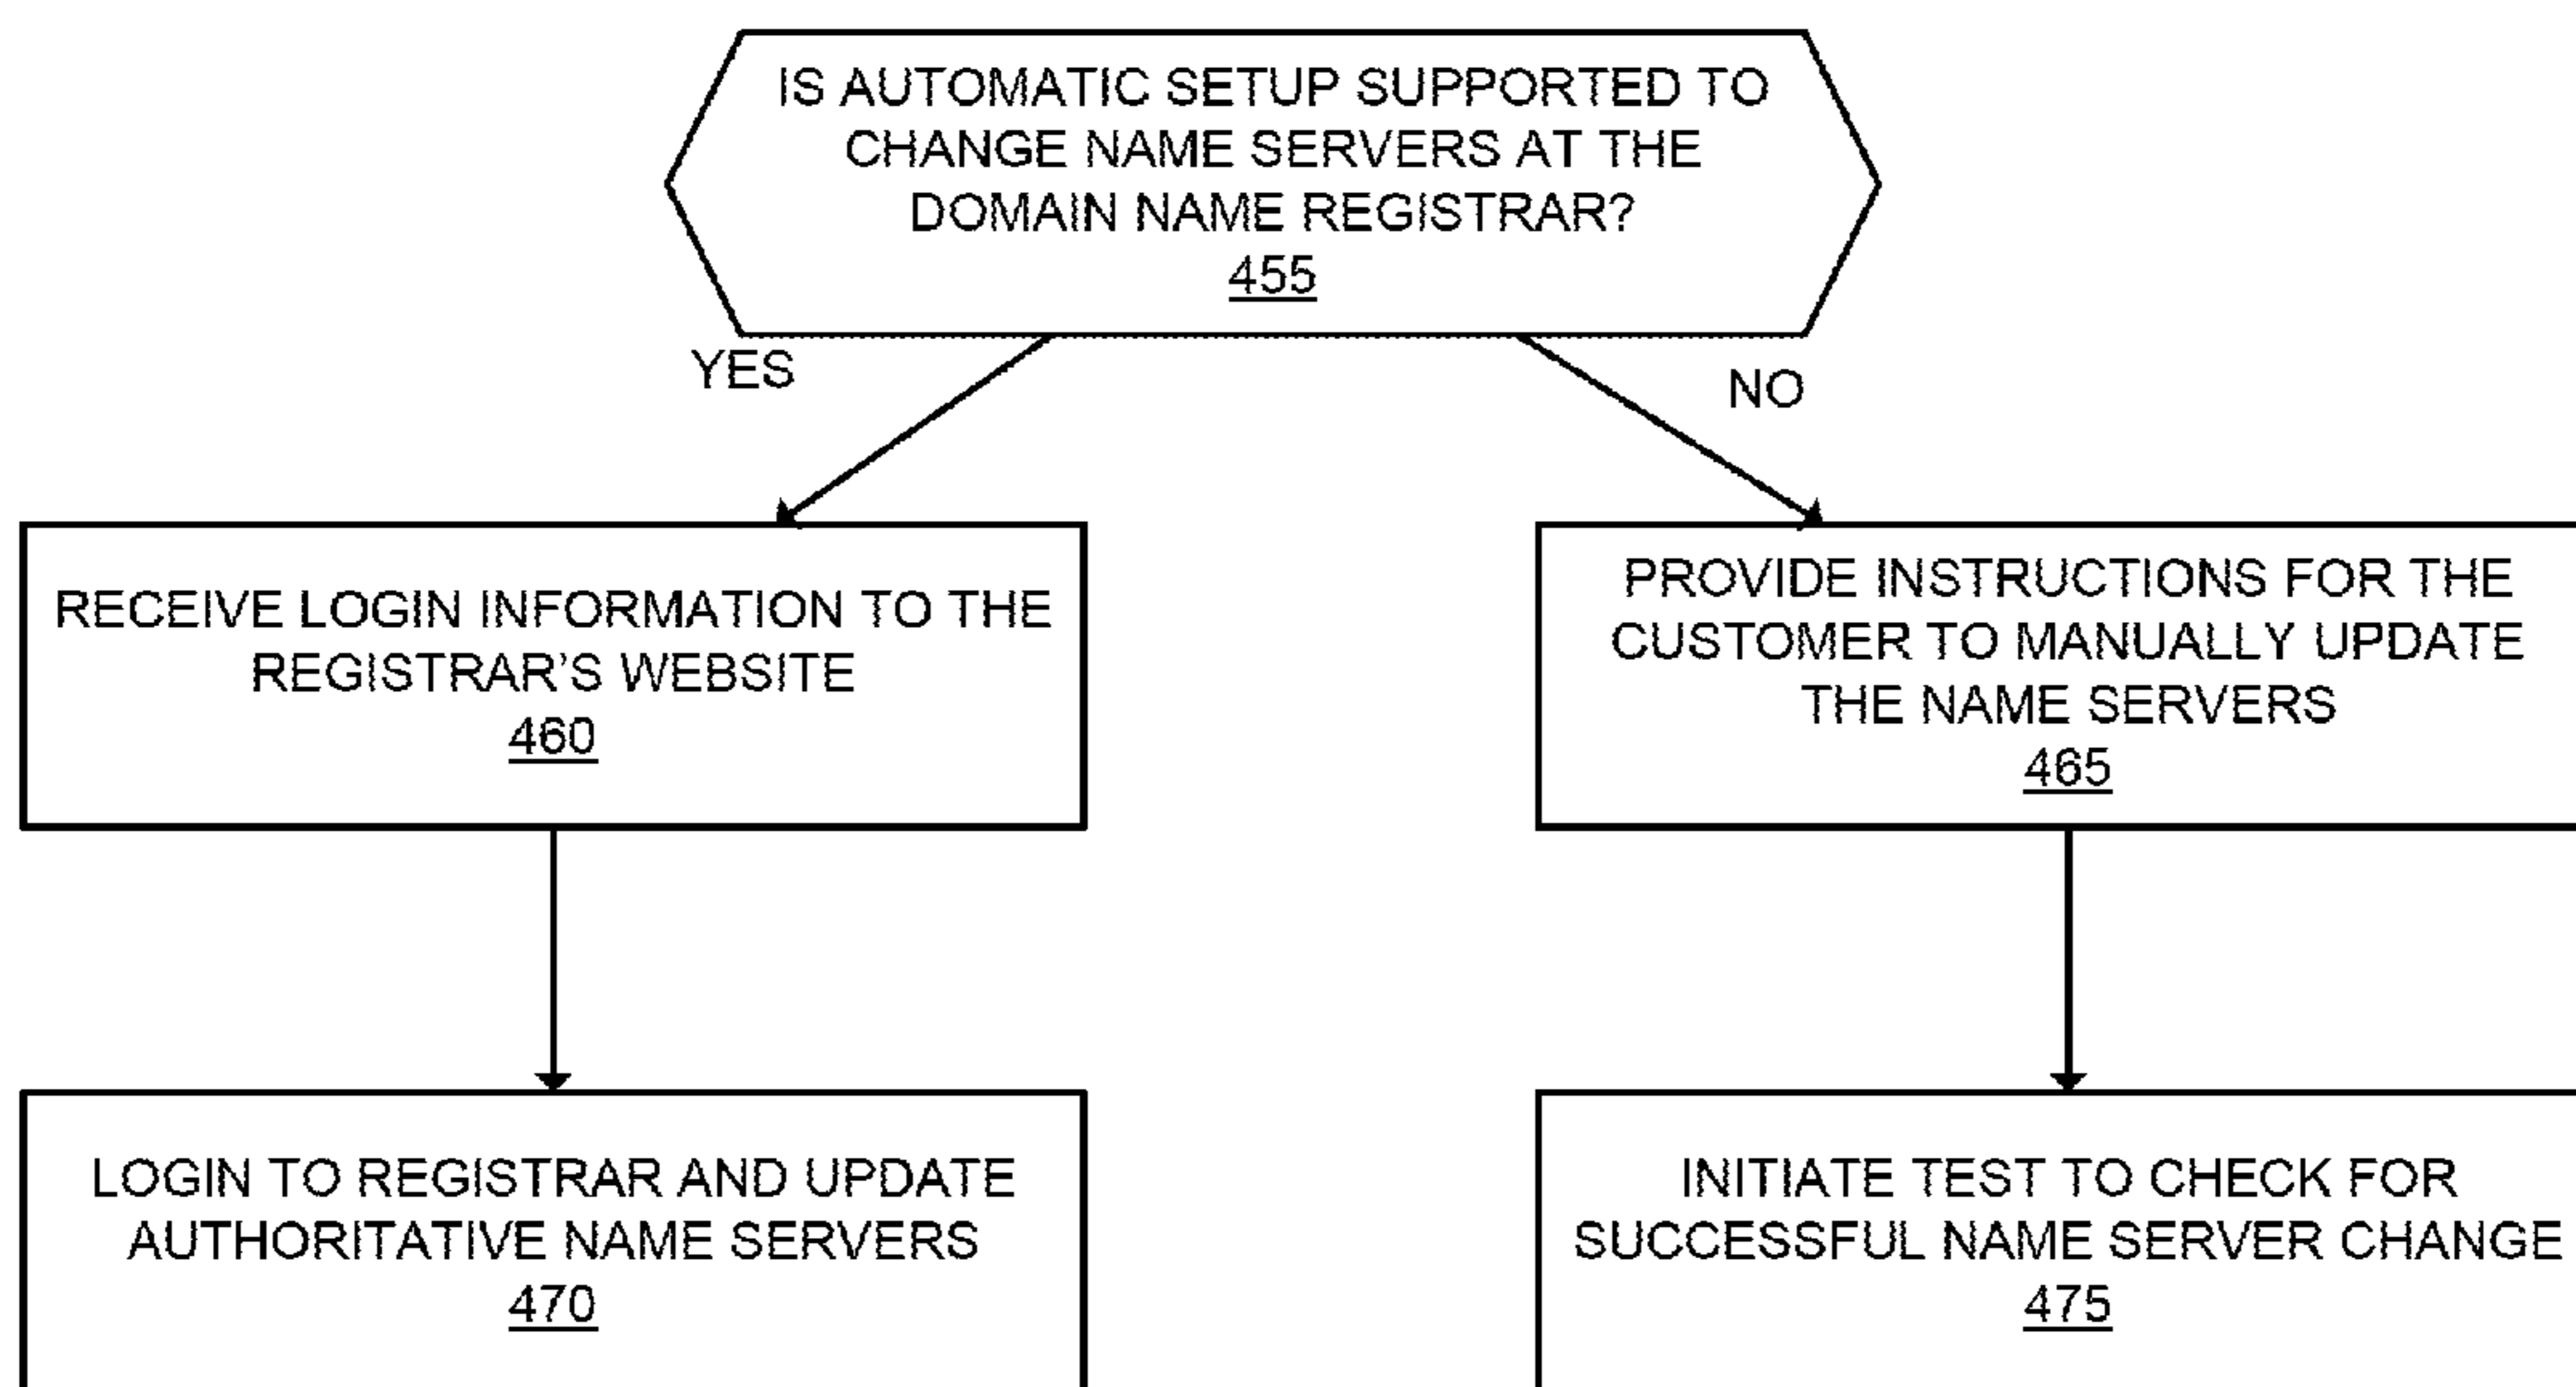 IS AUTOMATIC SETUP SUPPORTED TO
CHANGE NAME SERVERS AT THE
DOMAIN NAME REGISTRAR?
455
YES
NO
RECEIVE LOGIN INFORMATION TO THE
REGISTRAR'S WEBSITE
460
PROVIDE INSTRUCTIONS FOR THE
CUSTOMER TO MANUALLY UPDATE
THE NAME SERVERS
465
LOGIN TO REGISTRAR AND UPDATE
AUTHORITATIVE NAME SERVERS
470
INITIATE TEST TO CHECK FOR
SUCCESSFUL NAME SERVER CHANGE
475